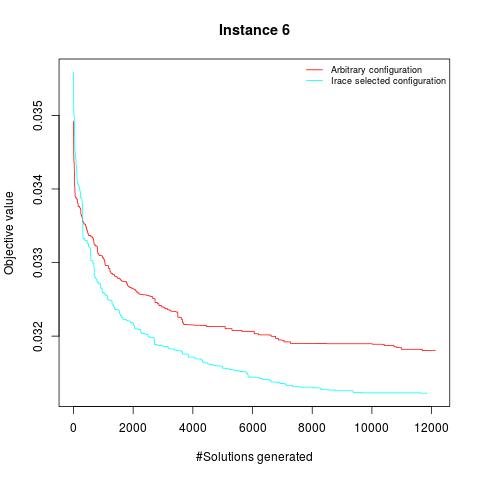 Instance 6
Arbitrary configuration
Irace selected configuration
Objective value
0.035
0.034
0.033
0.032
0 2000 4000 6000 8000 10000 12000
#Solutions generated